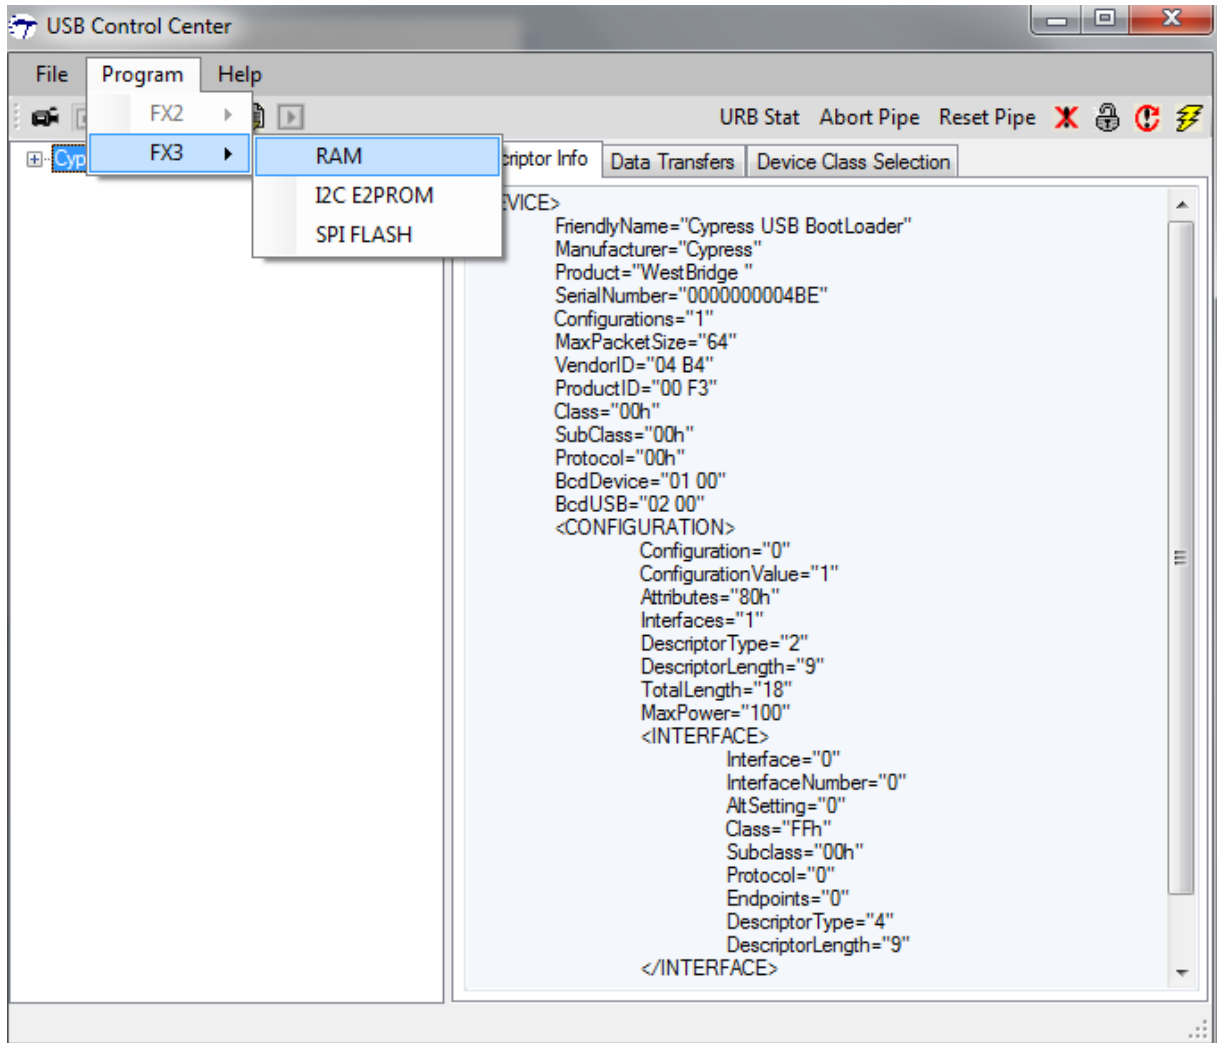 USB Control Center
File Program Help
FX2
FX3
RAM
I2C E2PROM
SPI FLASH
URB Stat Abort Pipe Reset Pipe
Cyp
criptor Info Data Transfers Device Class Selection
EVICE>
FriendlyName="Cypress USB BootLoader"
Manufacturer="Cypress"
Product="WestBridge "
SerialNumber="0000000004BE"
Configurations="1"
MaxPacketSize="64"
VendorID="04 B4"
ProductID="00 F3"
Class="00h"
SubClass="00h"
Protocol="00h"
BcdDevice="01 00"
BcdUSB="02 00"
<CONFIGURATION>
Configuration="0"
ConfigurationValue="1"
Attributes="80h"
Interfaces="1"
DescriptorType="2"
DescriptorLength="9"
TotalLength="18"
MaxPower="100"
<INTERFACE>
Interface="0"
InterfaceNumber="0"
AltSetting="0"
Class="FFh"
Subclass="00h"
Protocol="0"
Endpoints="0"
DescriptorType="4"
DescriptorLength="9"
</INTERFACE>